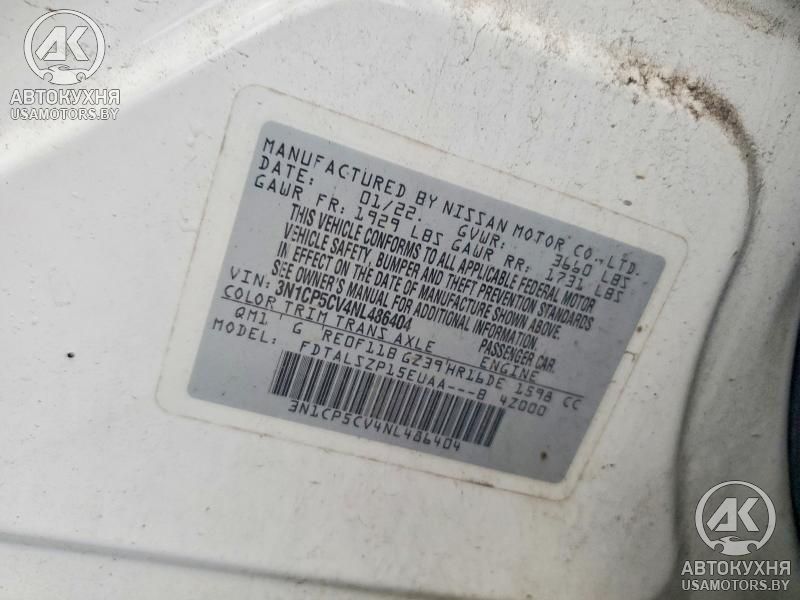 AK
АВТОКУХНЯ
USAMOTORS.BY
MANUFACTURED BY NISSAN MOTOR CO.,LTD.
DATE: 01/22. GVWR: 3660 LBS
GAWR FR: 1929 LBS GAWR RR: 1731 LBS
THIS VEHICLE CONFORMS TO ALL APPLICABLE FEDERAL MOTOR
VEHICLE SAFETY, BUMPER AND THEFT PREVENTION STANDARDS
IN EFFECT ON THE DATE OF MANUFACTURE SHOWN ABOVE.
SEE OWNER'S MANUAL FOR ADDITIONAL INFORMATION.
VIN: 3N1CP5CV4NL486404 PASSENGER CAR.
COLOR TRIM TRANS AXLE ENGINE
QM1 G RE0F11B GZ39 HR16DE 1598 CC
MODEL: FDTALSZP15EUAA---B 4Z000
3N1CP5CV4NL486404
AK
АВТОКУХНЯ
USAMOTORS.BY